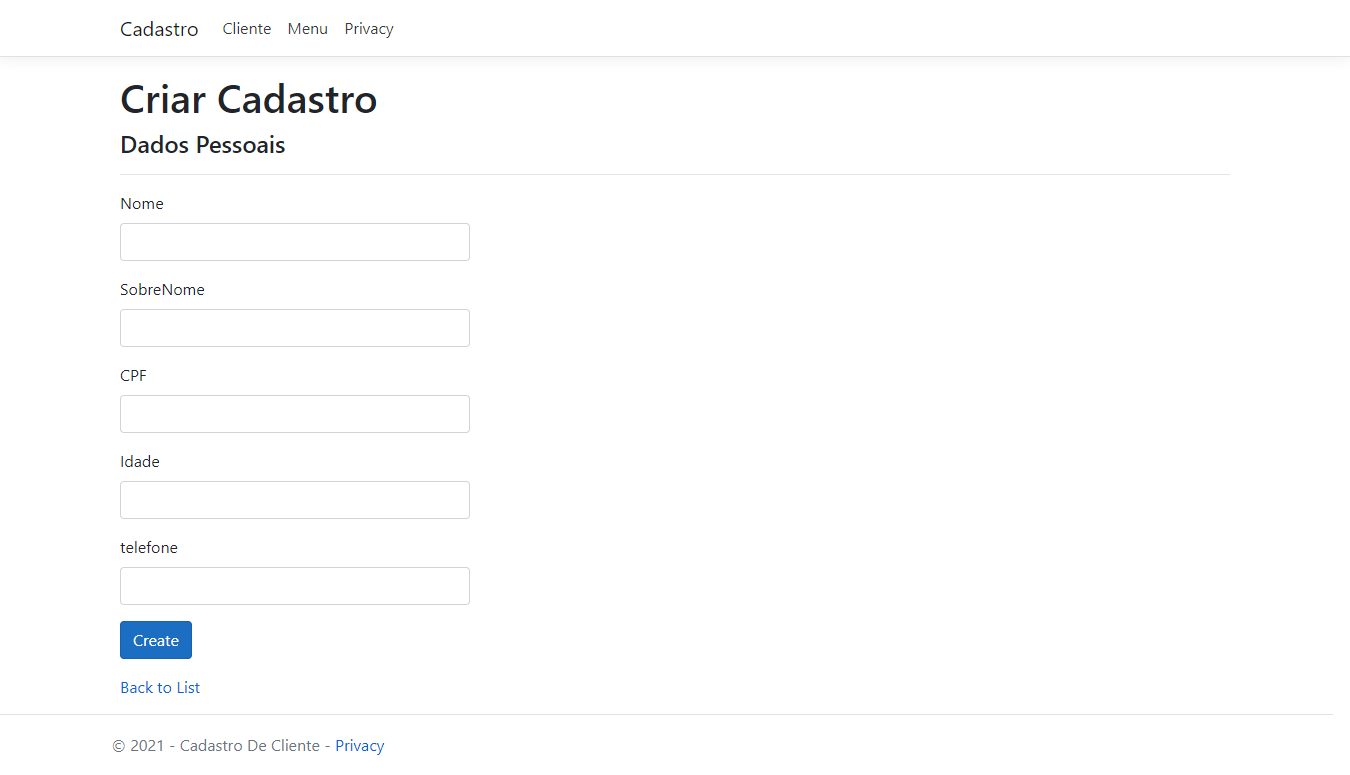 Cadastro Cliente Menu Privacy
Criar Cadastro
Dados Pessoais
Nome
SobreNome
CPF
Idade
telefone
Create
Back to List
© 2021 - Cadastro De Cliente - Privacy